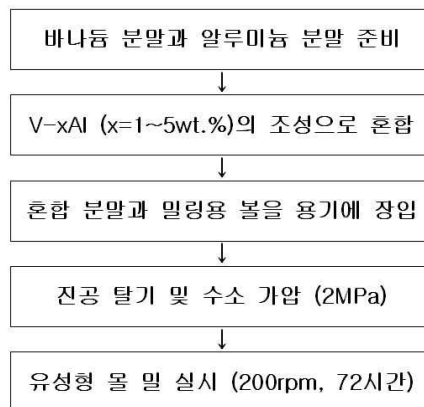 바나듐 분말과 알루미늄 분말 준비
V-xAl (x=1~5wt.%)의 조성으로 혼합
혼합 분말과 밀링용 볼을 용기에 장입
진공 탈기 및 수소 가압 (2MPa)
유성형 몰 밀 실시 (200rpm, 72시간)